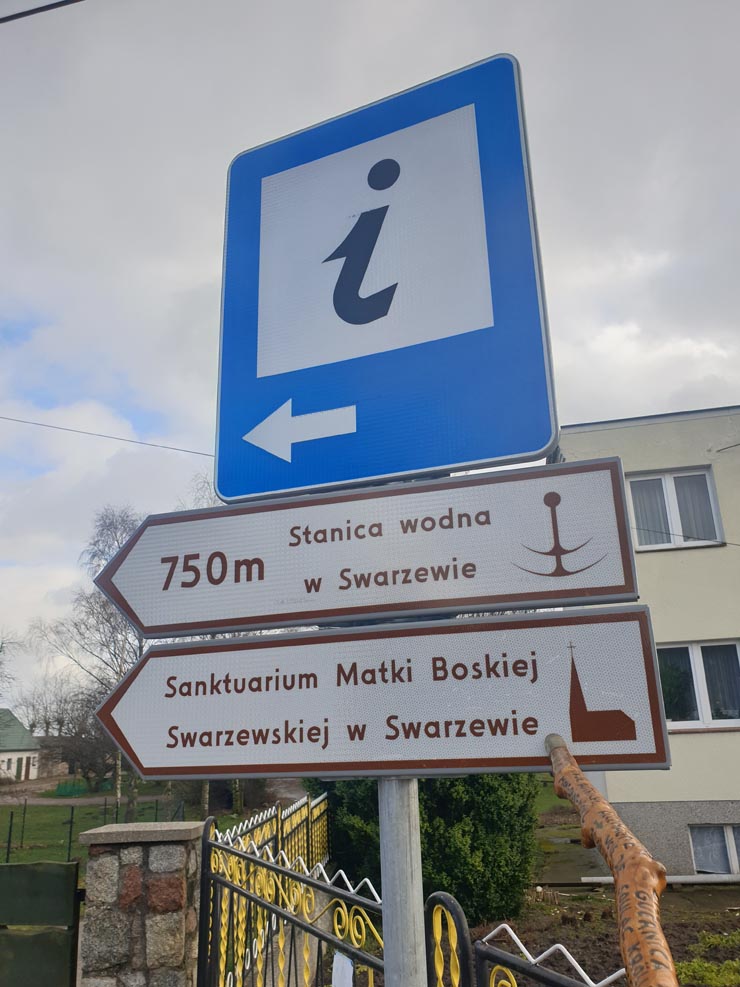 i
750m
Stanica wodna
w Swarzewie
Sanktuarium Matki Boskiej
Swarzewskiej w Swarzewie